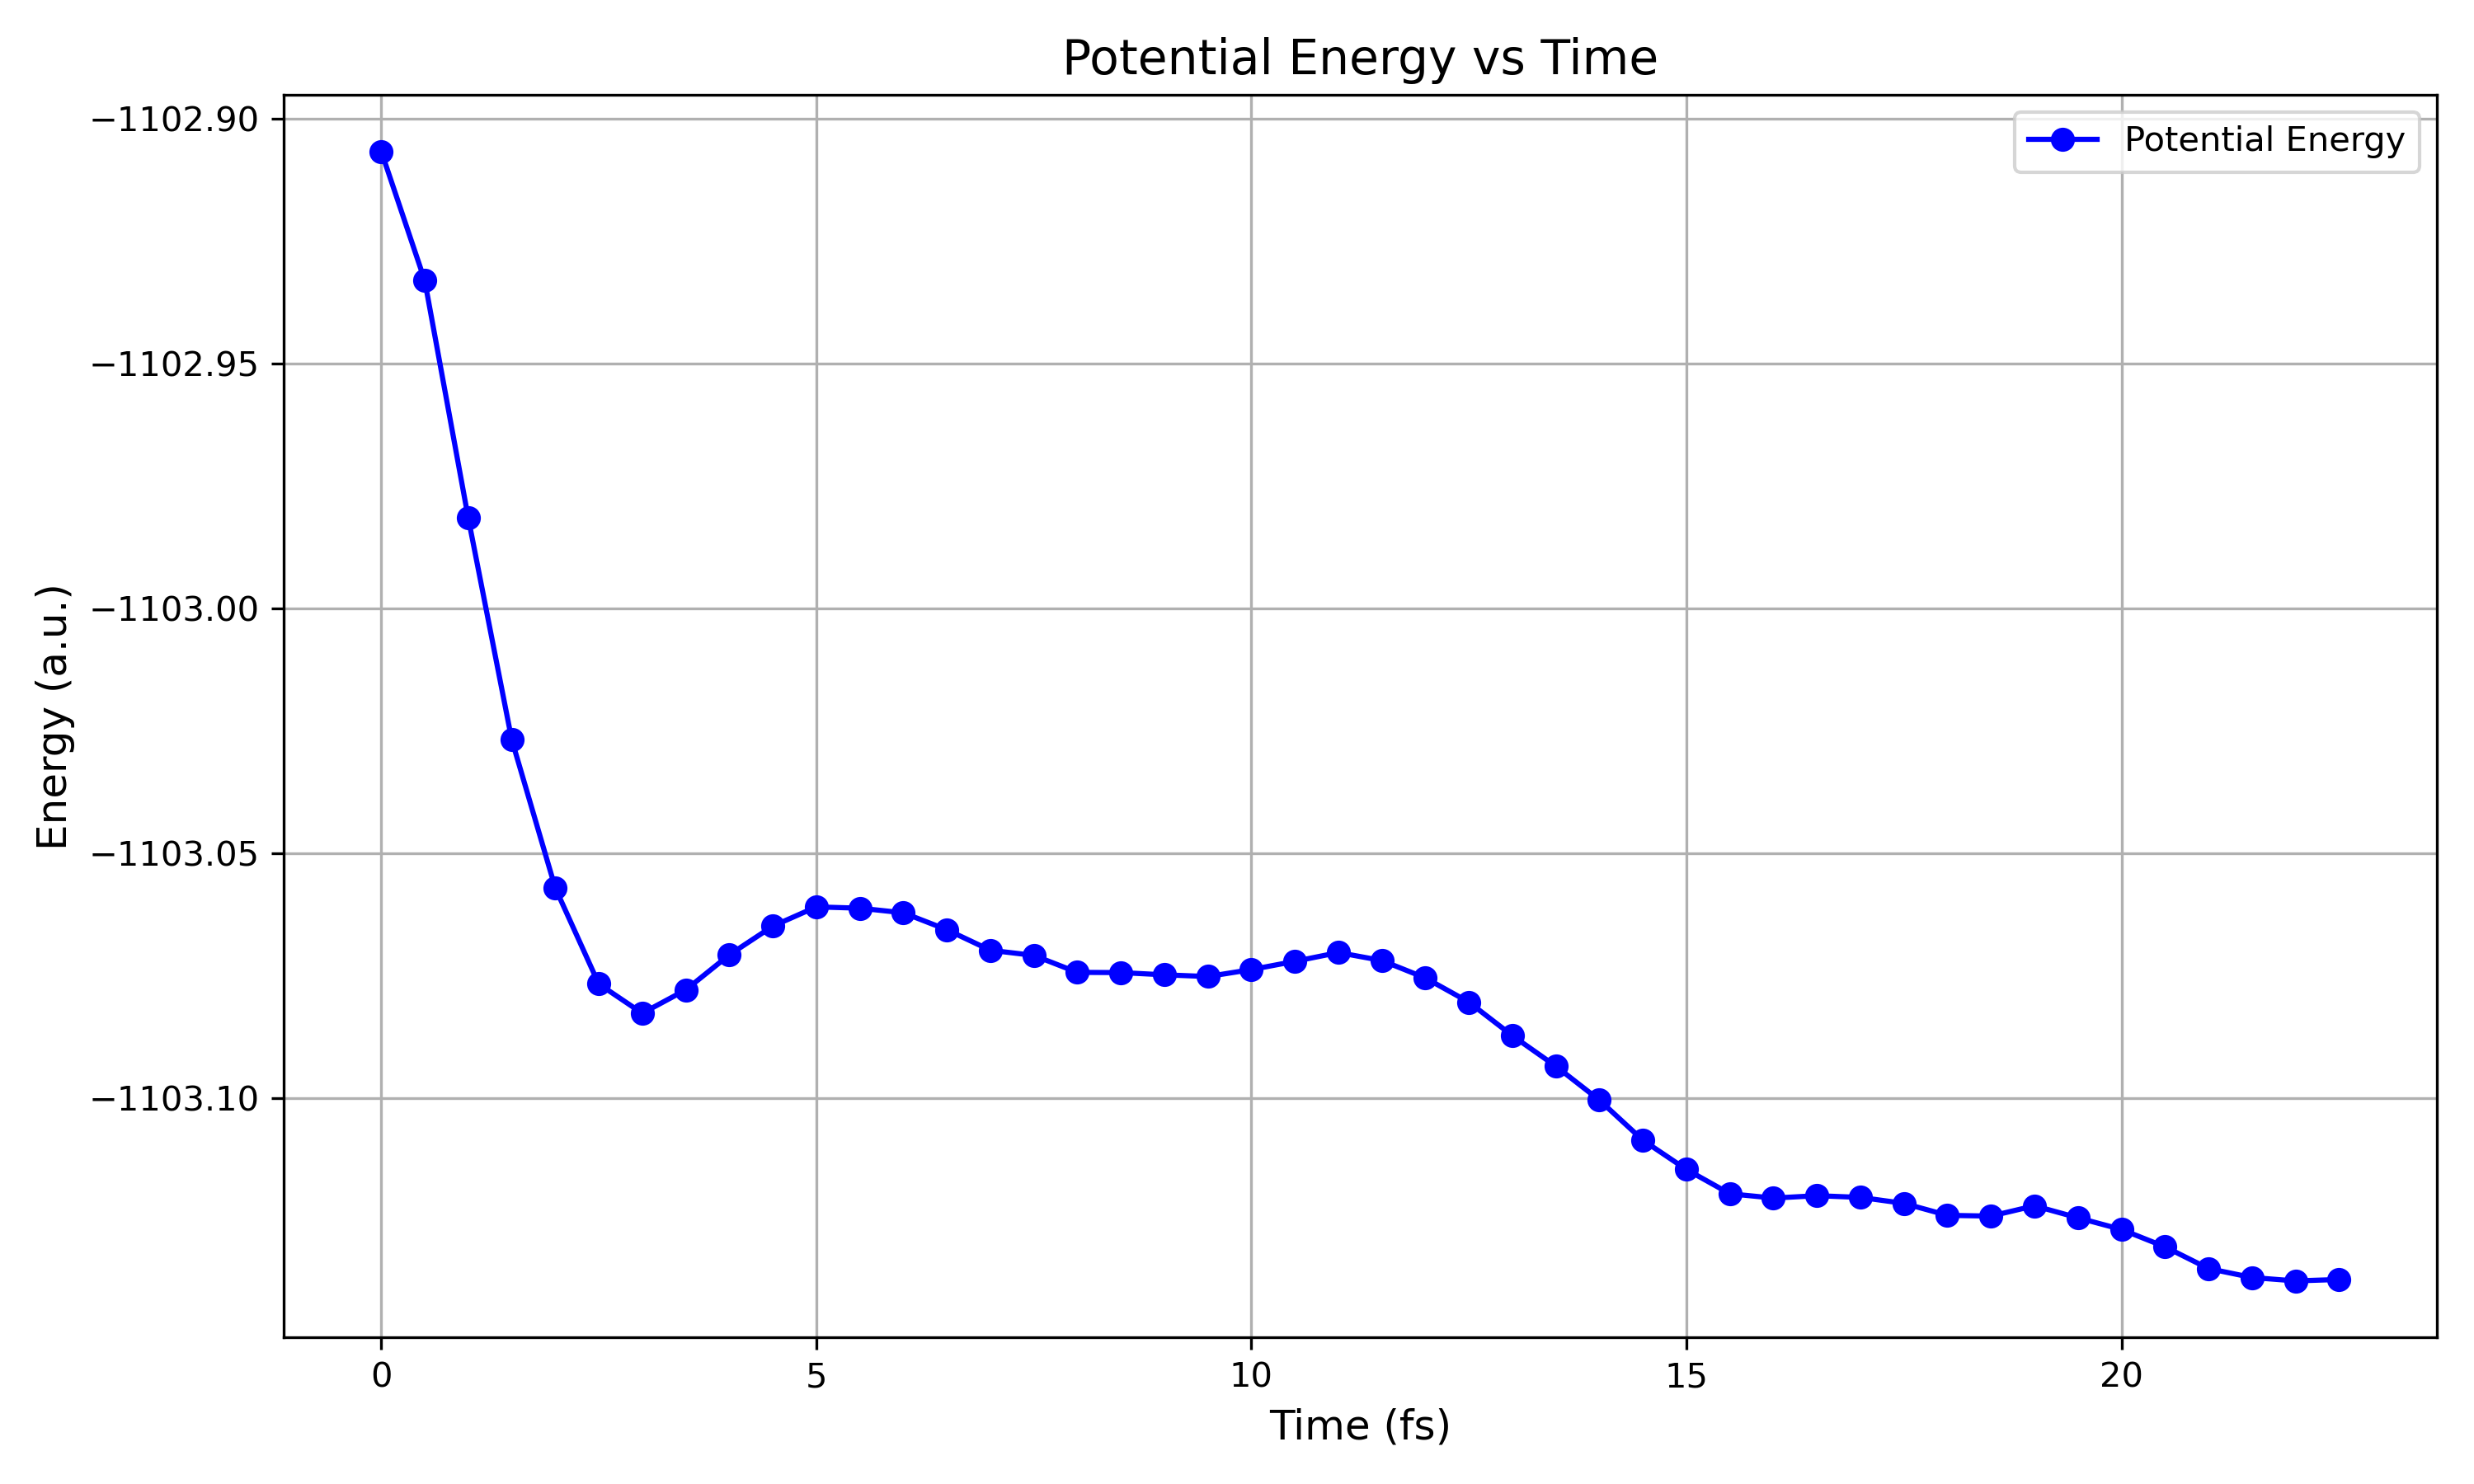 Potential Energy vs Time
Potential Energy
Energy (a.u.)
−1102.90
−1102.95
−1103.00
−1103.05
−1103.10
0 5 10 15 20
Time (fs)